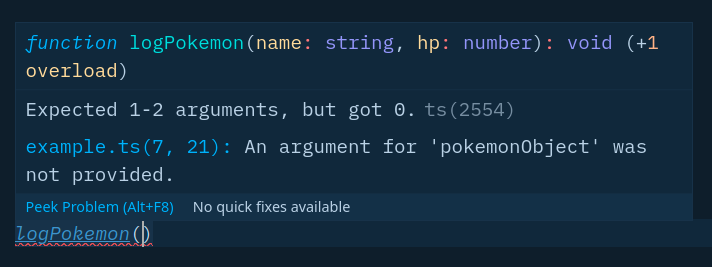 function logPokemon(name: string, hp: number): void (+1
overload)
Expected 1-2 arguments, but got 0. ts(2554)
example.ts(7, 21): An argument for 'pokemonObject' was
not provided.
Peek Problem (Alt+F8) No quick fixes available
logPokemon()